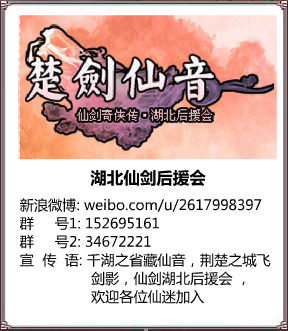 楚劍仙音
仙剑奇侠传·湖北后援会
湖北仙剑后援会
新浪微博: weibo.com/u/2617998397
群 号1: 152695161
群 号2: 34672221
宣 传 语: 千湖之省藏仙音，荆楚之城飞
剑影，仙剑湖北后援会 ，
欢迎各位仙迷加入